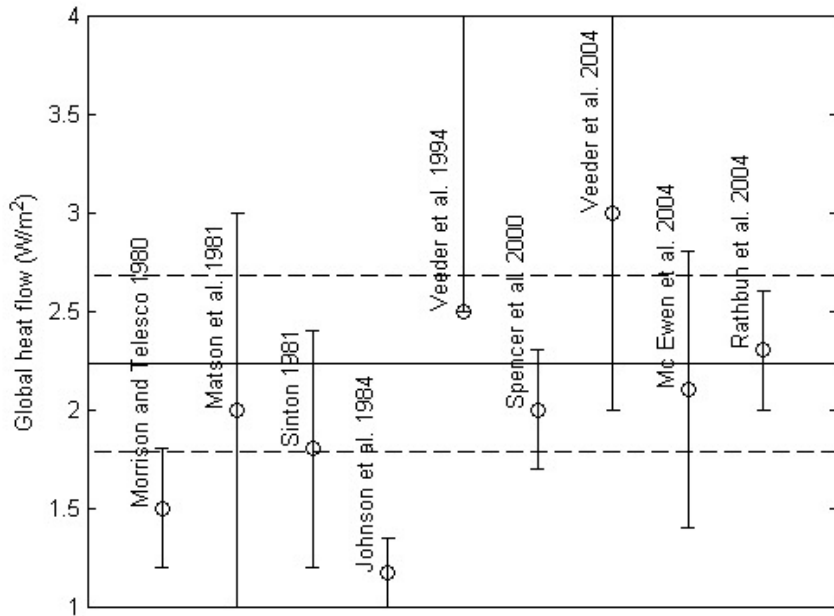 Global heat flow (W/m²)
4
3.5
3
2.5
2
1.5
1
Morrison and Telesco 1980
Matson et al. 1981
Sinton 1981
Johnson et al. 1984
Veeder et al. 1994
Spencer et al. 2000
Veeder et al. 2004
Mc Ewen et al. 2004
Rathbun et al. 2004